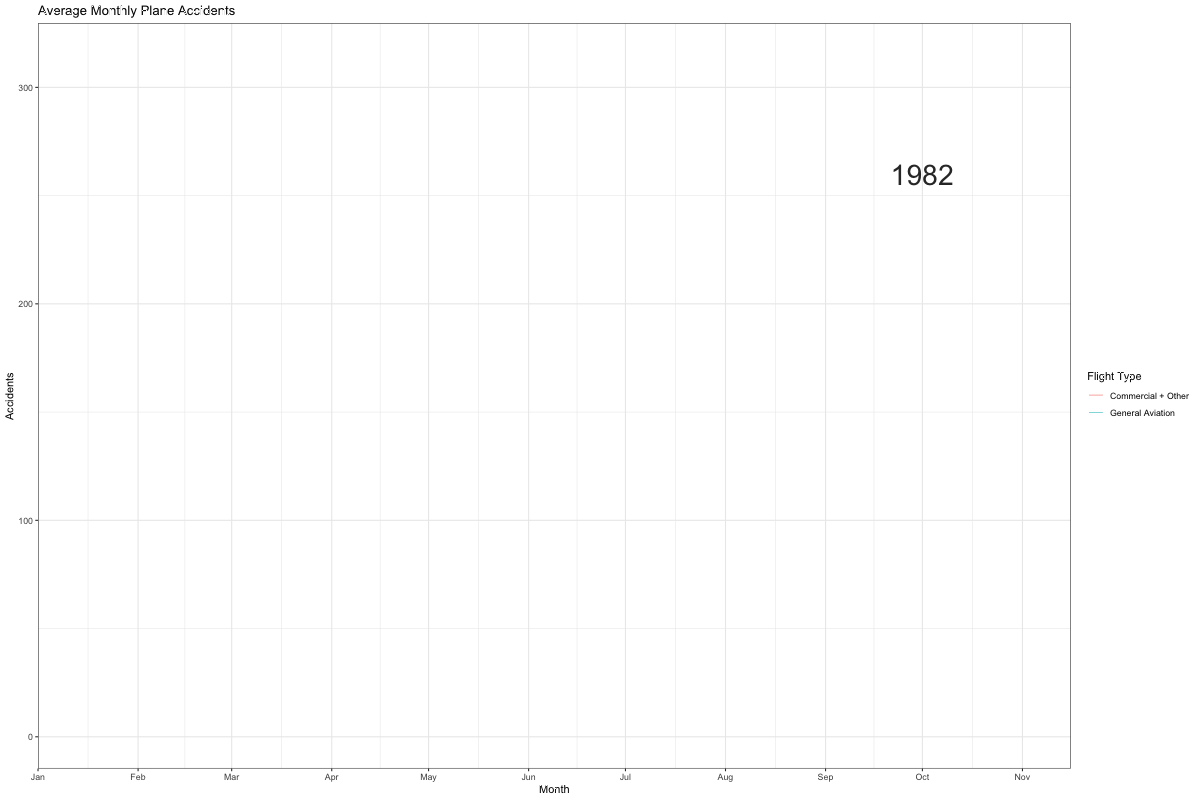 Average Monthly Plane Accidents
300
1982
200
Flight Type
Accidents
Commercial + Other
General Aviation
100
0
Jan Feb Mar Apr May Jun Jul Aug Sep Oct Nov
Month